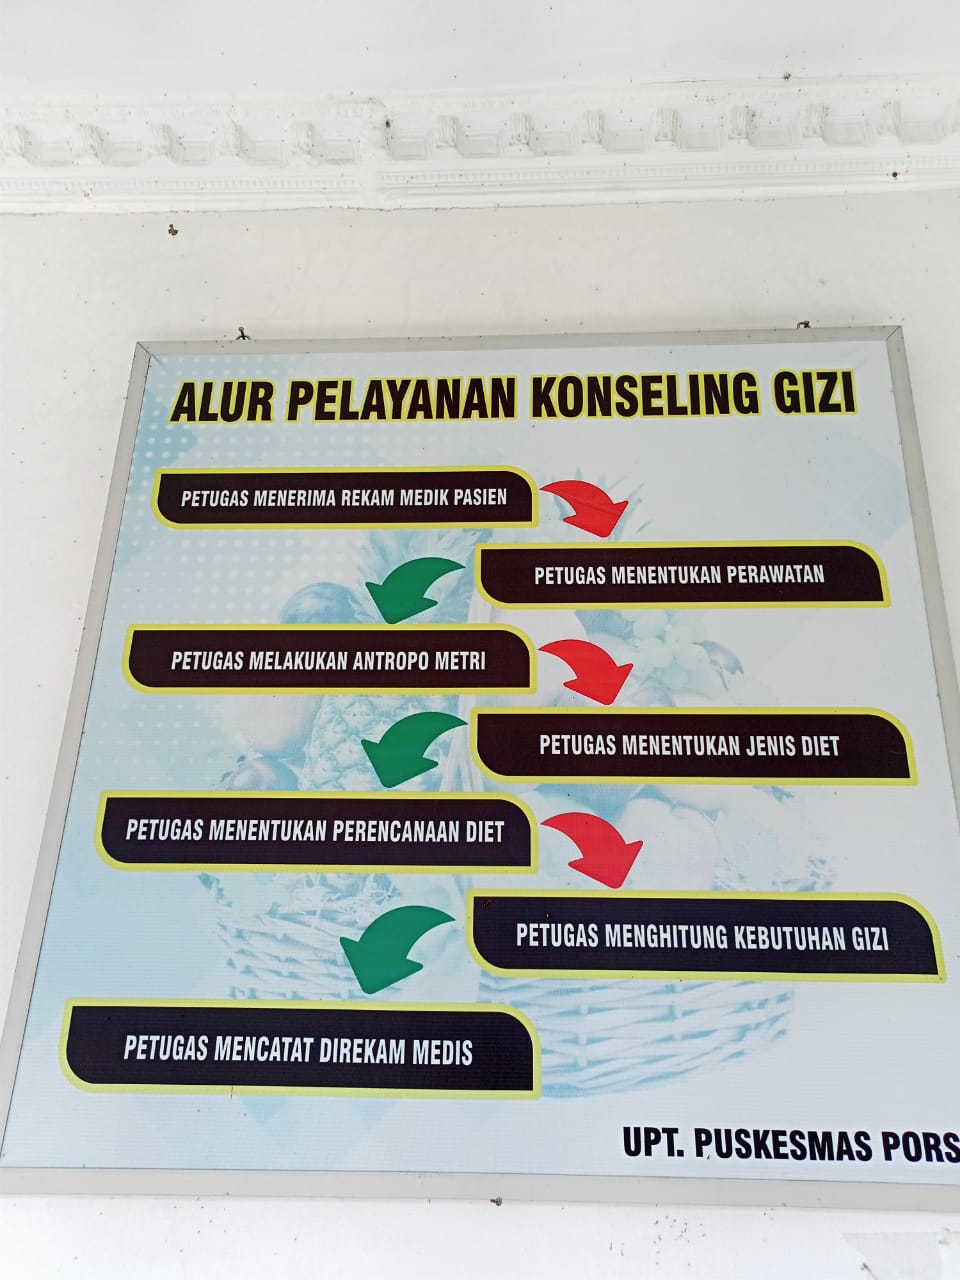 ALUR PELAYANAN KONSELING GIZI
PETUGAS MENERIMA REKAM MEDIK PASIEN
PETUGAS MENENTUKAN PERAWATAN
PETUGAS MELAKUKAN ANTROPO METRI
PETUGAS MENENTUKAN JENIS DIET
PETUGAS MENENTUKAN PERENCANAAN DIET
PETUGAS MENGHITUNG KEBUTUHAN GIZI
PETUGAS MENCATAT DIREKAM MEDIS
UPT. PUSKESMAS PORS